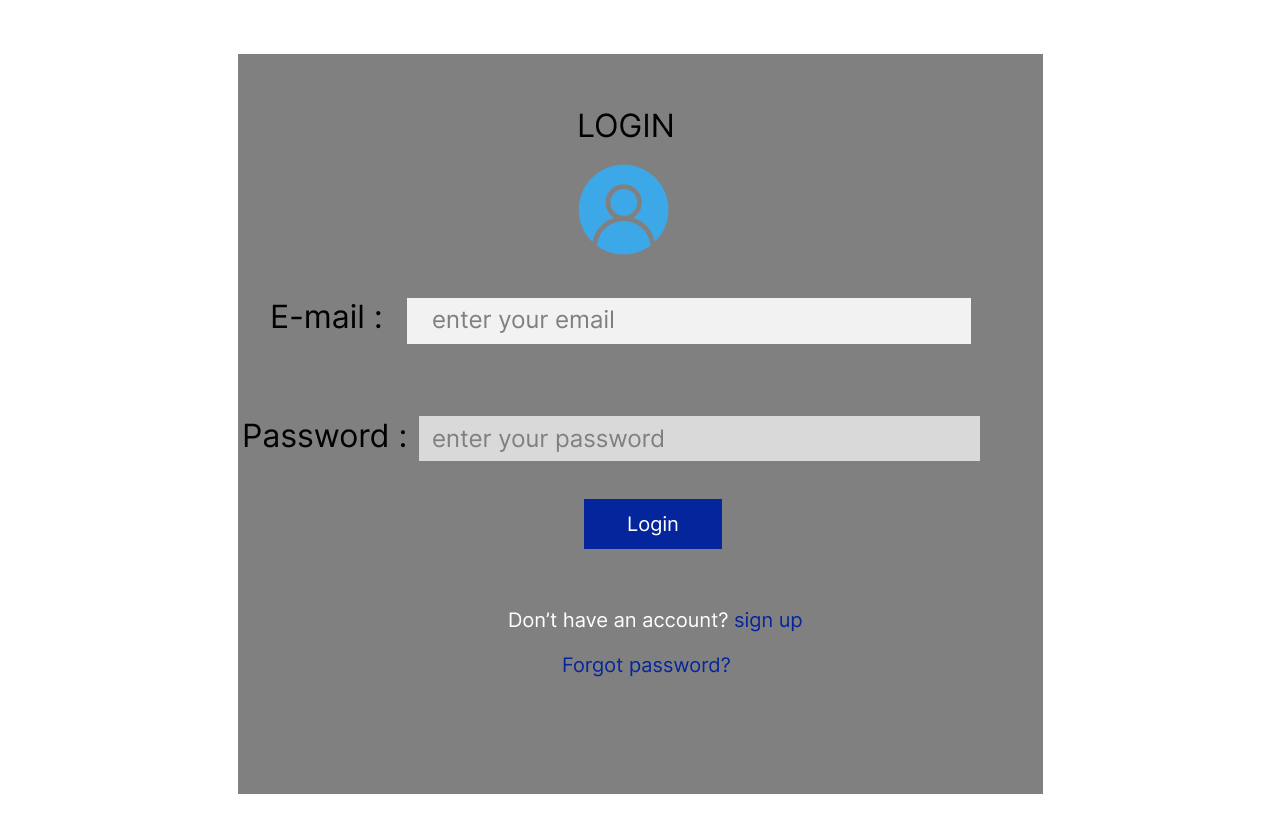 LOGIN
E-mail : enter your email
Password : enter your password
Login
Don’t have an account? sign up
Forgot password?